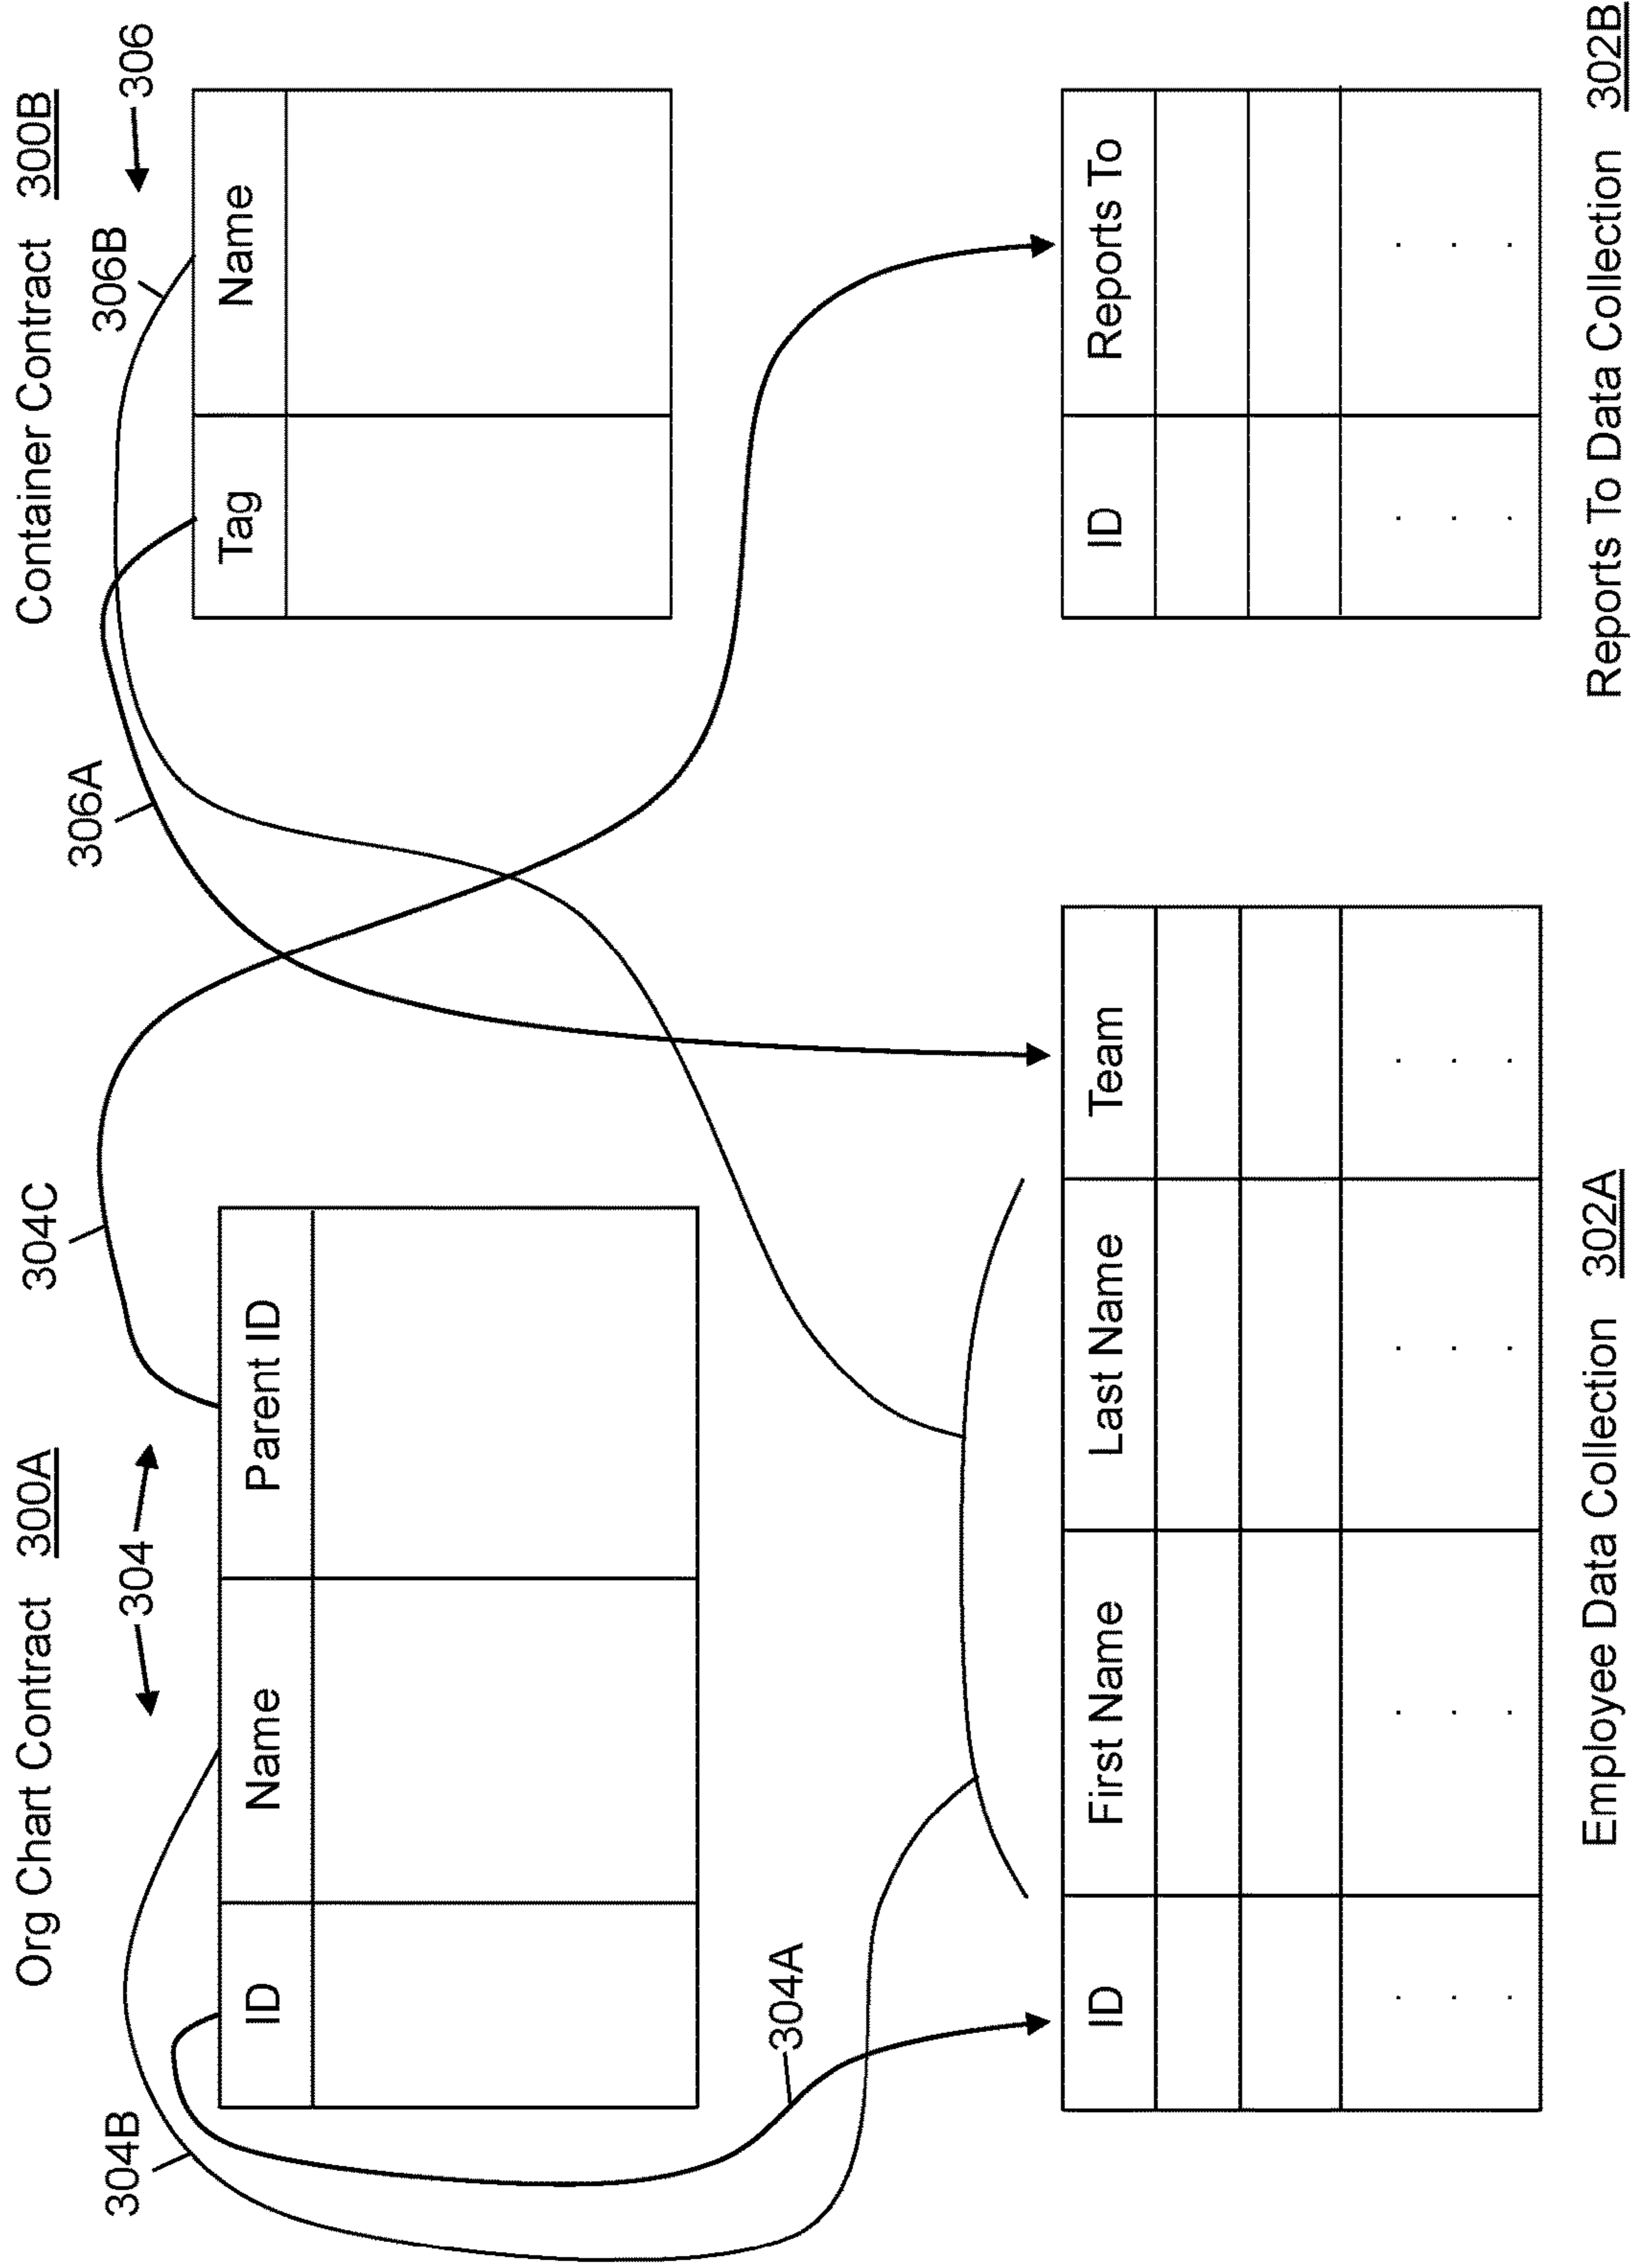 Org Chart Contract 300A
Container Contract 300B
304B
304
304C
306A
306B
306
ID Name Parent ID
Tag Name
304A
ID First Name Last Name Team
. . . .
. . . .
. . . .
ID Reports To
. .
. .
. .
Employee Data Collection 302A
Reports To Data Collection 302B